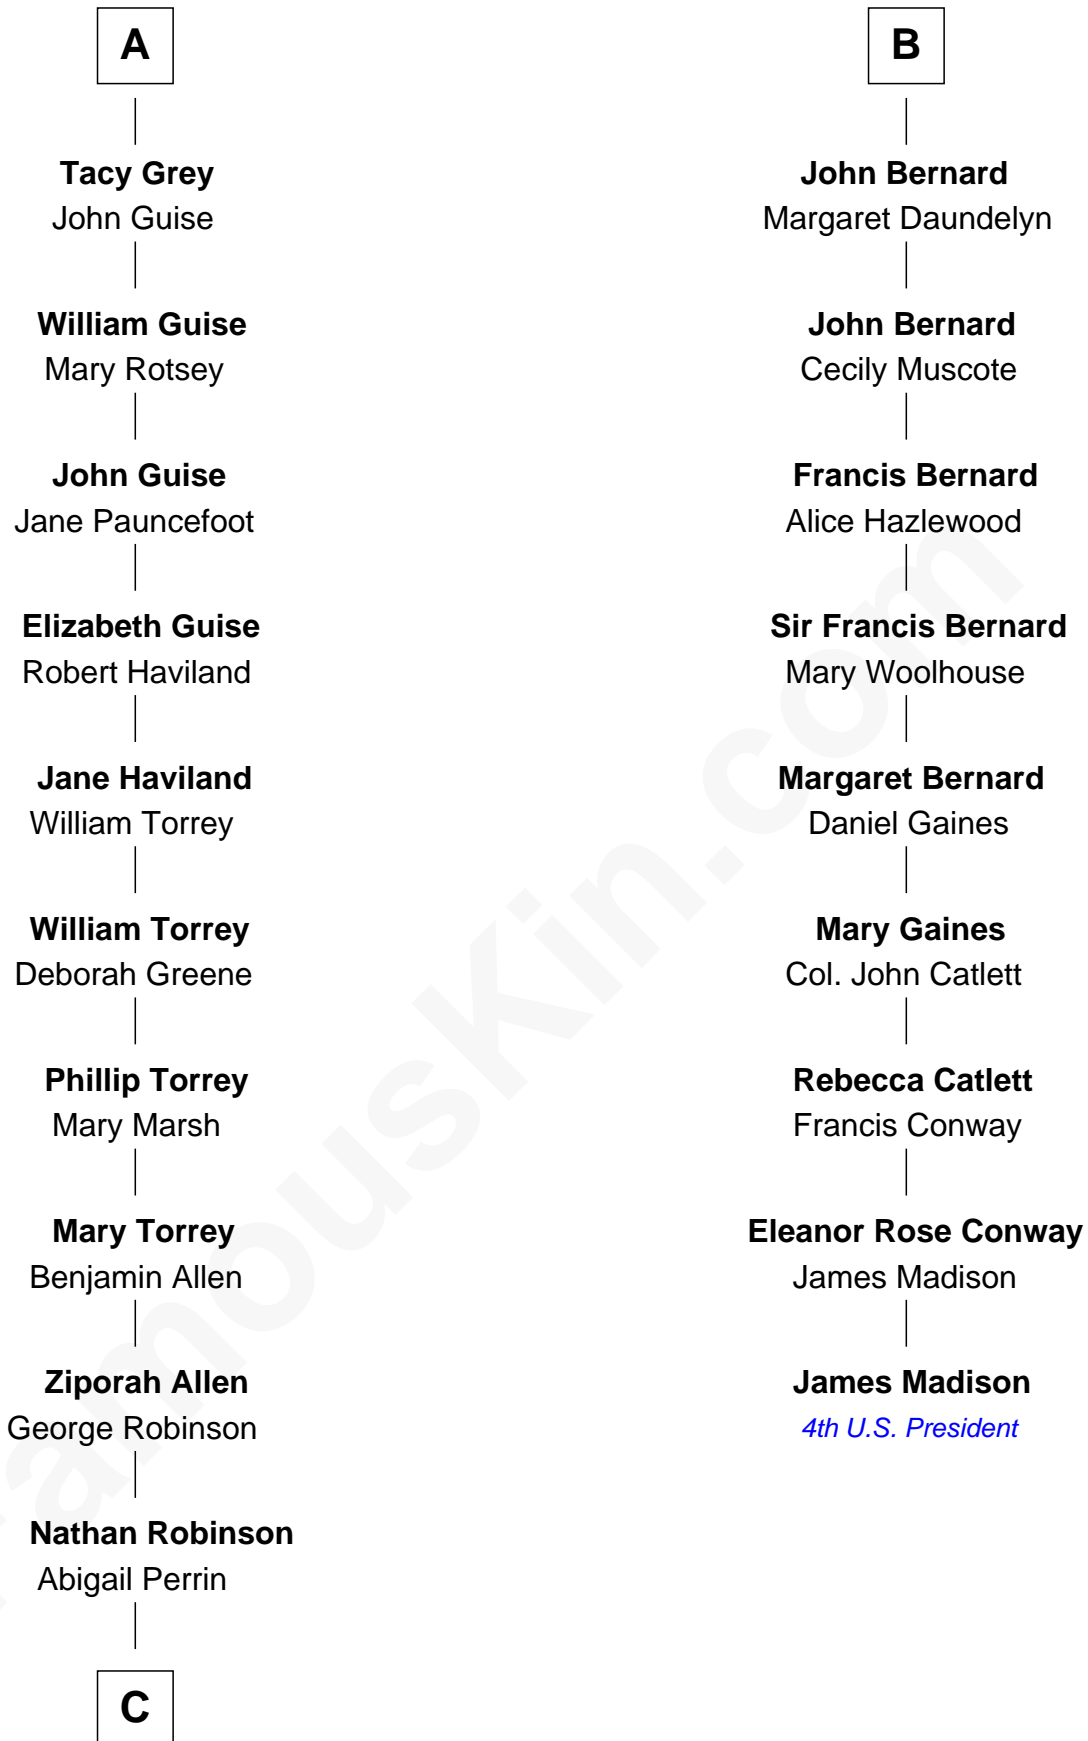 A
Tacy Grey
John Guise
William Guise
Mary Rotsey
John Guise
Jane Pauncefoot
Elizabeth Guise
Robert Haviland
Jane Haviland
William Torrey
William Torrey
Deborah Greene
Phillip Torrey
Mary Marsh
Mary Torrey
Benjamin Allen
Ziporah Allen
George Robinson
Nathan Robinson
Abigail Perrin
C
B
John Bernard
Margaret Daundelyn
John Bernard
Cecily Muscote
Francis Bernard
Alice Hazlewood
Sir Francis Bernard
Mary Woolhouse
Margaret Bernard
Daniel Gaines
Mary Gaines
Col. John Catlett
Rebecca Catlett
Francis Conway
Eleanor Rose Conway
James Madison
James Madison
4th U.S. President
FamousKin.com